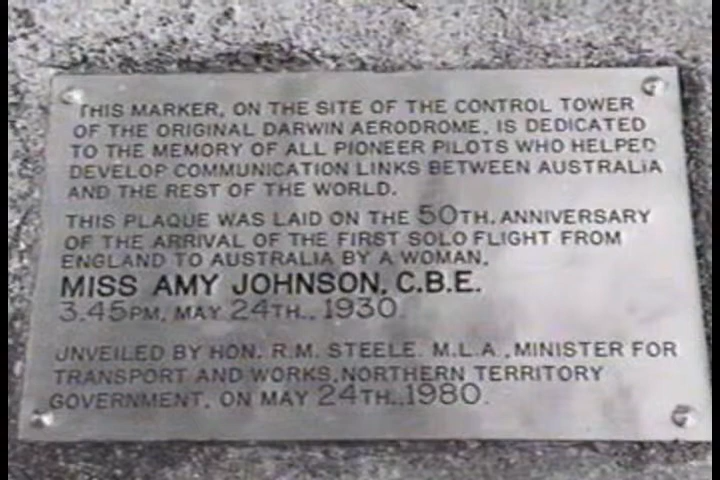 THIS MARKER, ON THE SITE OF THE CONTROL TOWER
OF THE ORIGINAL DARWIN AERODROME, IS DEDICATED
TO THE MEMORY OF ALL PIONEER PILOTS WHO HELPED
DEVELOP COMMUNICATION LINKS BETWEEN AUSTRALIA
AND THE REST OF THE WORLD.
THIS PLAQUE WAS LAID ON THE 50TH. ANNIVERSARY
OF THE ARRIVAL OF THE FIRST SOLO FLIGHT FROM
ENGLAND TO AUSTRALIA BY A WOMAN,
MISS AMY JOHNSON, C.B.E.
3.45PM, MAY 24TH., 1930.
UNVEILED BY HON. R.M. STEELE. M.L.A., MINISTER FOR
TRANSPORT AND WORKS, NORTHERN TERRITORY
GOVERNMENT, ON MAY 24TH., 1980.